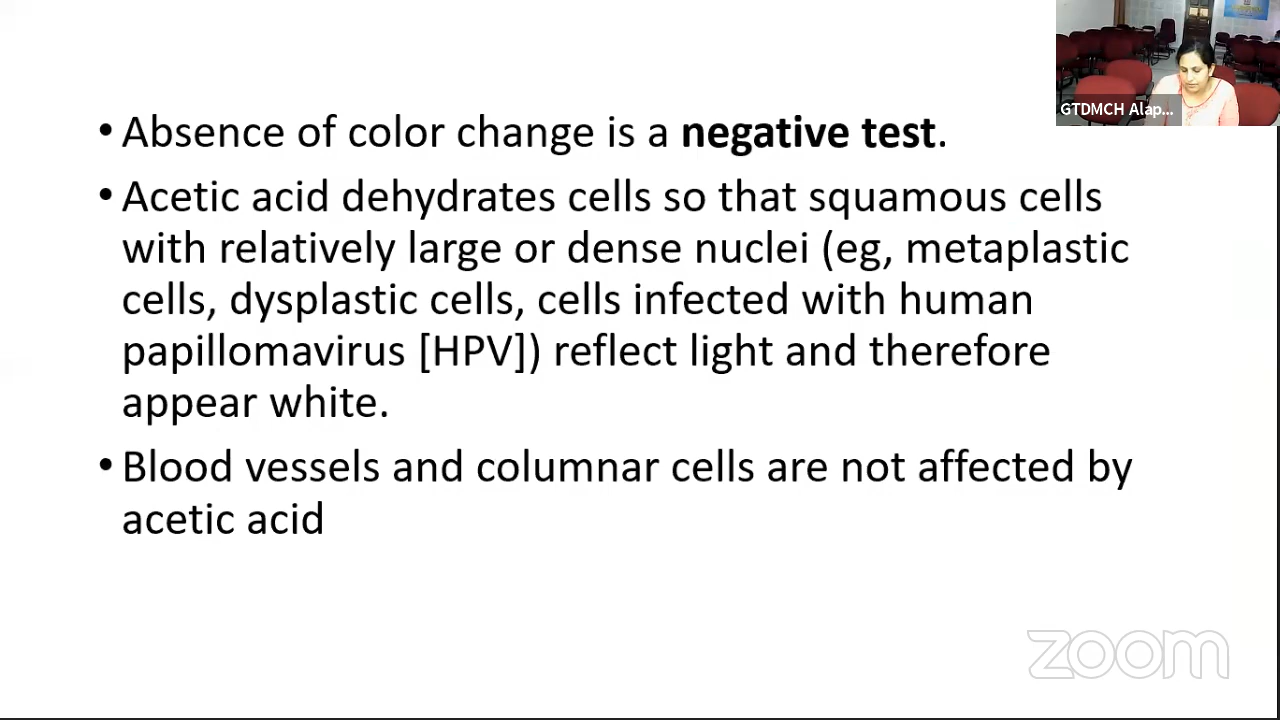 GTDMCH Alap...
• Absence of color change is a negative test.
• Acetic acid dehydrates cells so that squamous cells
with relatively large or dense nuclei (eg, metaplastic
cells, dysplastic cells, cells infected with human
papillomavirus [HPV]) reflect light and therefore
appear white.
• Blood vessels and columnar cells are not affected by
acetic acid
zoom